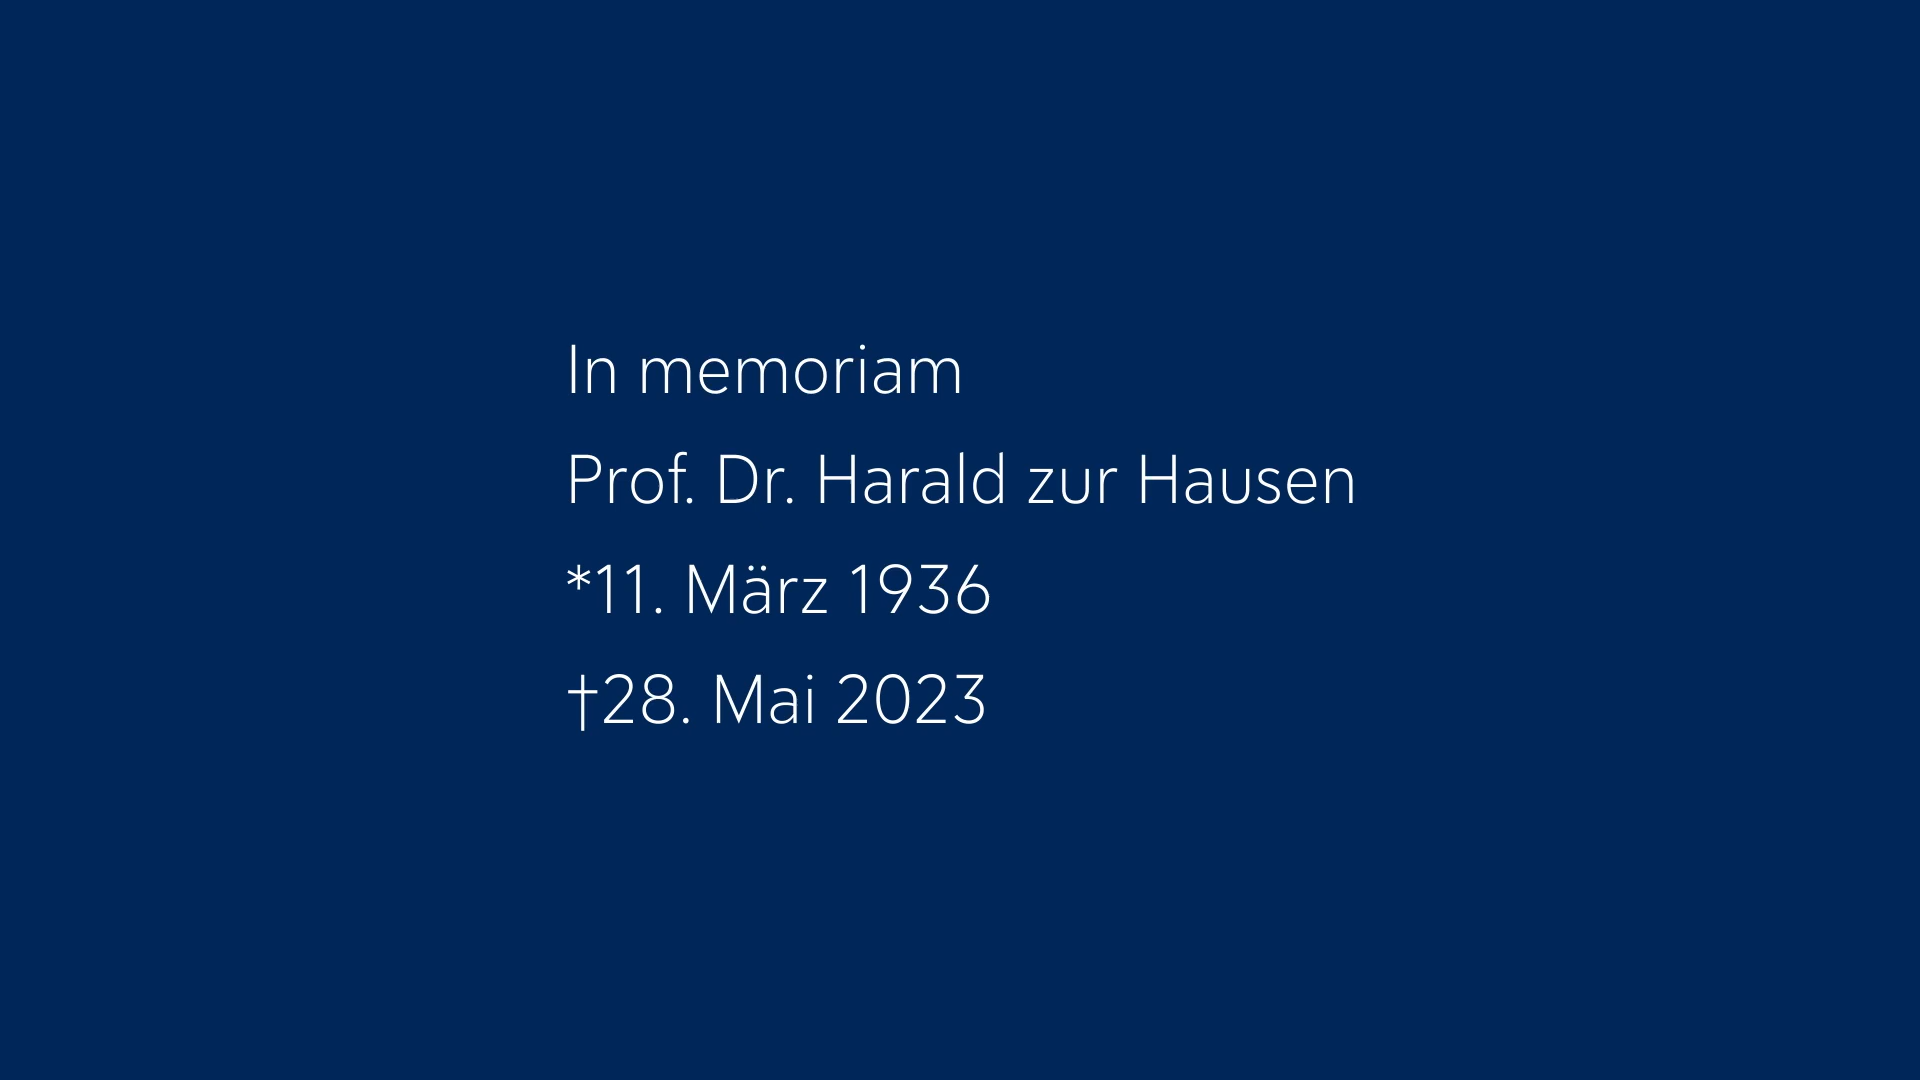 In memoriam
Prof. Dr. Harald zur Hausen
*11. März 1936
†28. Mai 2023